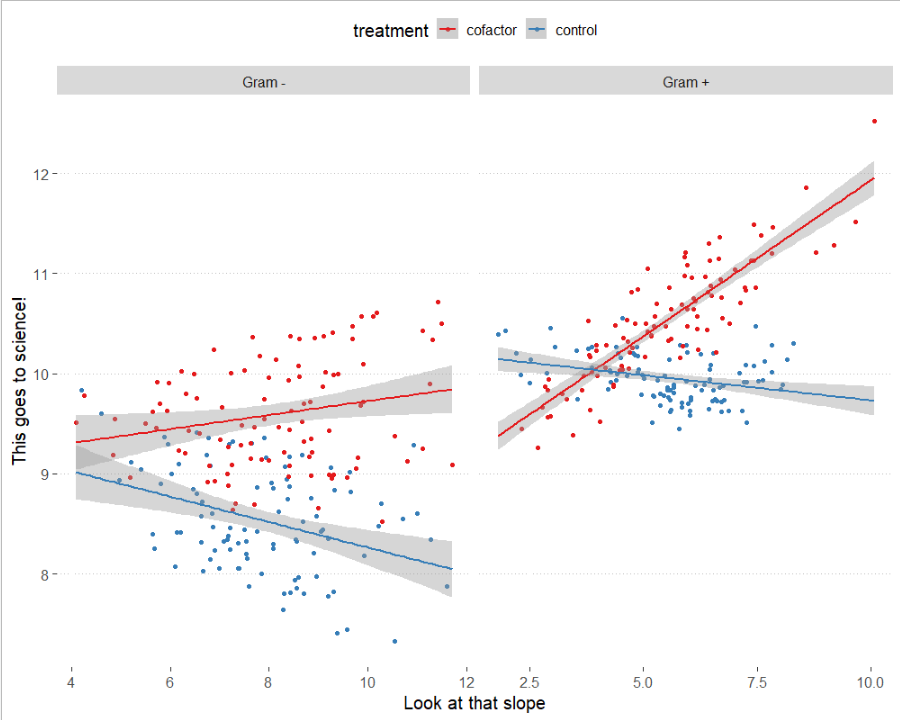 treatment cofactor control
Gram - Gram +
12
11
10
9
8
This goes to science!
4 6 8 10 12 2.5 5.0 7.5 10.0
Look at that slope